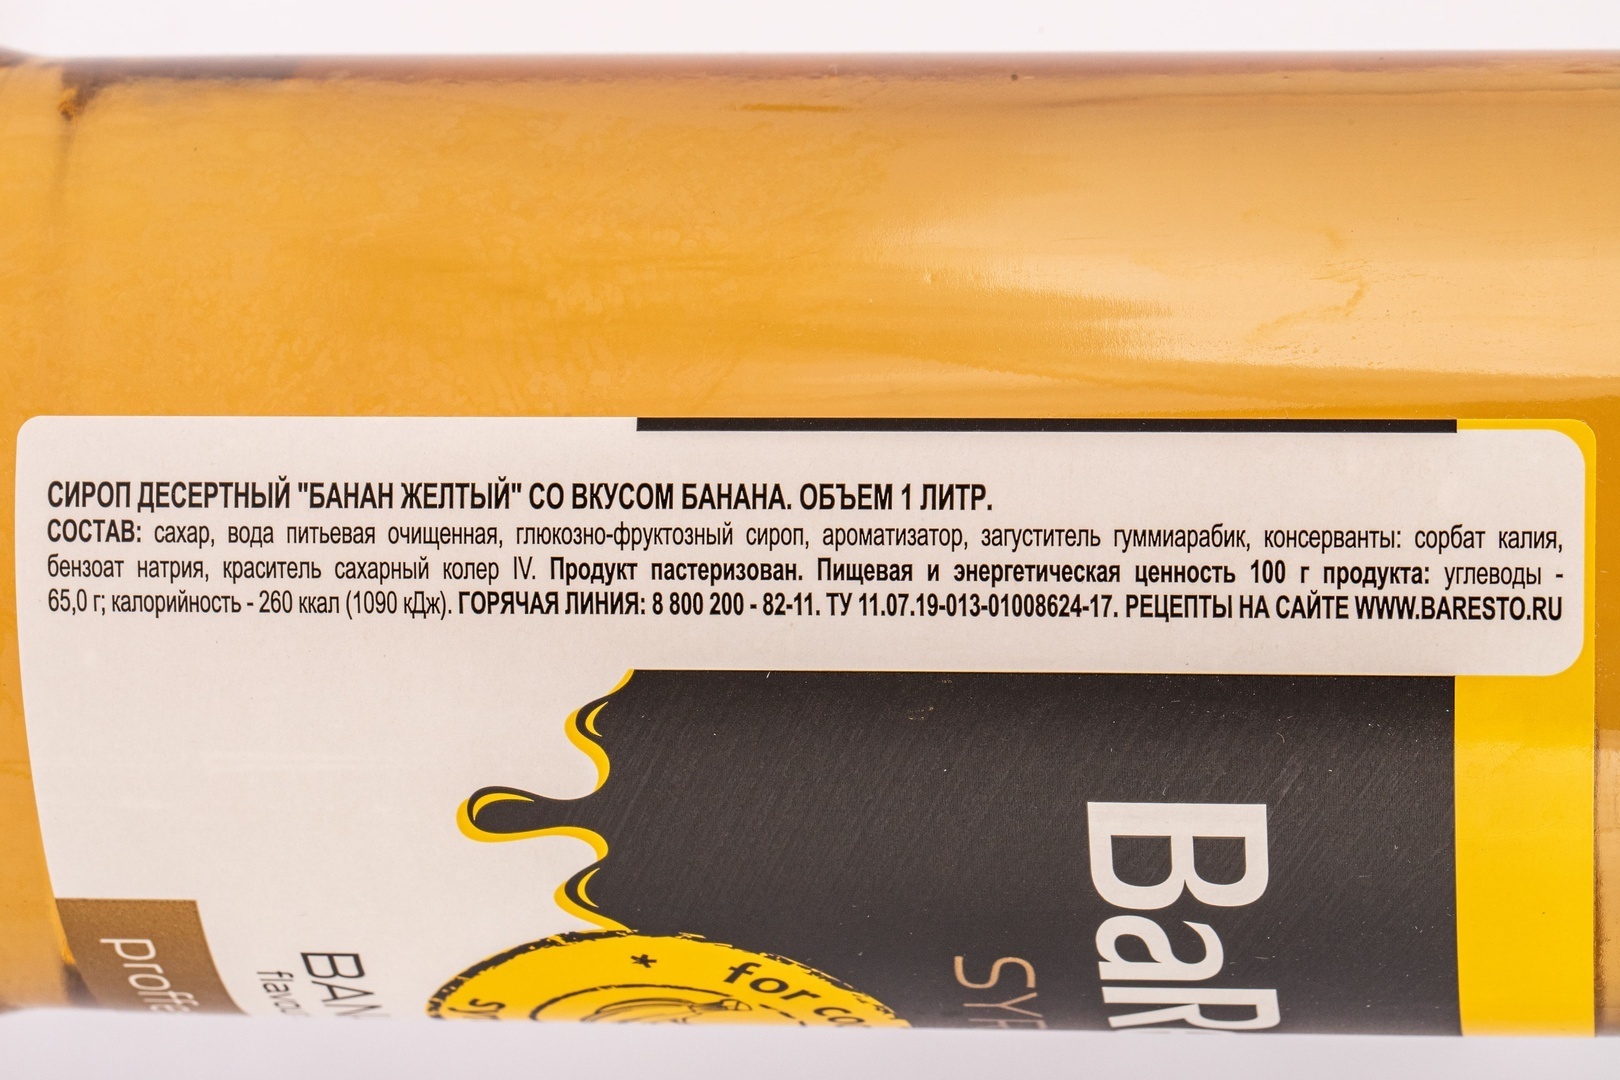 СИРОП ДЕСЕРТНЫЙ "БАНАН ЖЕЛТЫЙ" СО ВКУСОМ БАНАНА. ОБЪЕМ 1 ЛИТР.
СОСТАВ: сахар, вода питьевая очищенная, глюкозно-фруктозный сироп, ароматизатор, загуститель гуммиарабик, консерванты: сорбат калия,
бензоат натрия, краситель сахарный колер IV. Продукт пастеризован. Пищевая и энергетическая ценность 100 г продукта: углеводы -
65,0 г; калорийность - 260 ккал (1090 кДж). ГОРЯЧАЯ ЛИНИЯ: 8 800 200 - 82-11. ТУ 11.07.19-013-01008624-17. РЕЦЕПТЫ НА САЙТЕ WWW.BARESTO.RU
BaR
SY
* for
BAN